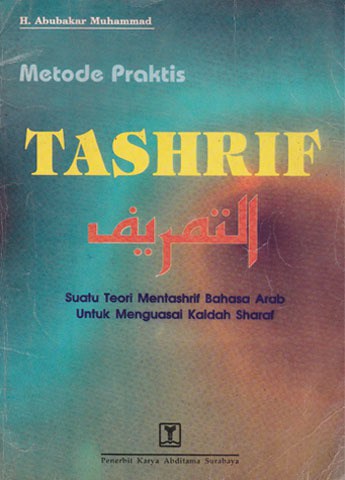 H. Abubakar Muhammad
Metode Praktis
TASHRIF
التصريف
Suatu Teori Mentashrif Bahasa Arab
Untuk Menguasai Kaidah Sharaf
Penerbit Karya Abditama Surabaya